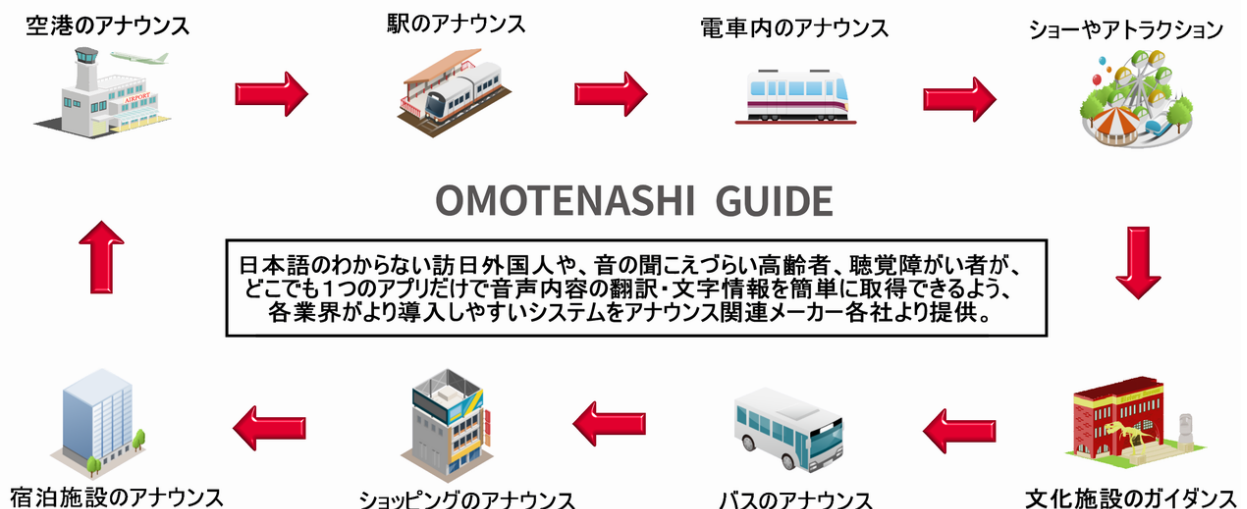 空港のアナウンス
駅のアナウンス
電車内のアナウンス
ショーやアトラクション
AIRPORT
OMOTENASHI GUIDE
日本語のわからない訪日外国人や、音の聞こえづらい高齢者、聴覚障がい者が、
どこでも１つのアプリだけで音声内容の翻訳・文字情報を簡単に取得できるよう、
各業界がより導入しやすいシステムをアナウンス関連メーカー各社より提供。
宿泊施設のアナウンス
ショッピングのアナウンス
バスのアナウンス
文化施設のガイダンス